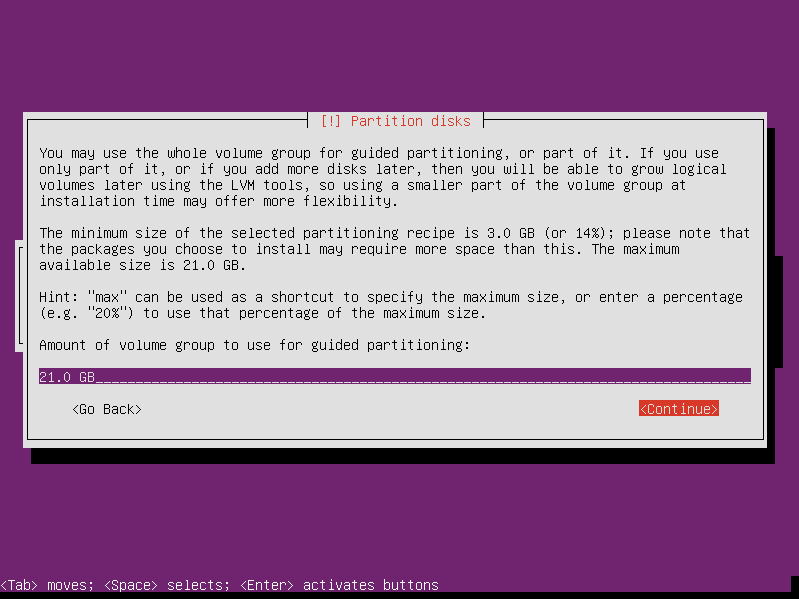 [!] Partition disks
You may use the whole volume group for guided partitioning, or part of it. If you use
only part of it, or if you add more disks later, then you will be able to grow logical
volumes later using the LVM tools, so using a smaller part of the volume group at
installation time may offer more flexibility.
The minimum size of the selected partitioning recipe is 3.0 GB (or 14%); please note that
the packages you choose to install may require more space than this. The maximum
available size is 21.0 GB.
Hint: "max" can be used as a shortcut to specify the maximum size, or enter a percentage
(e.g. "20%") to use that percentage of the maximum size.
Amount of volume group to use for guided partitioning:
21.0 GB
<Go Back> <Continue>
<Tab> moves; <Space> selects; <Enter> activates buttons